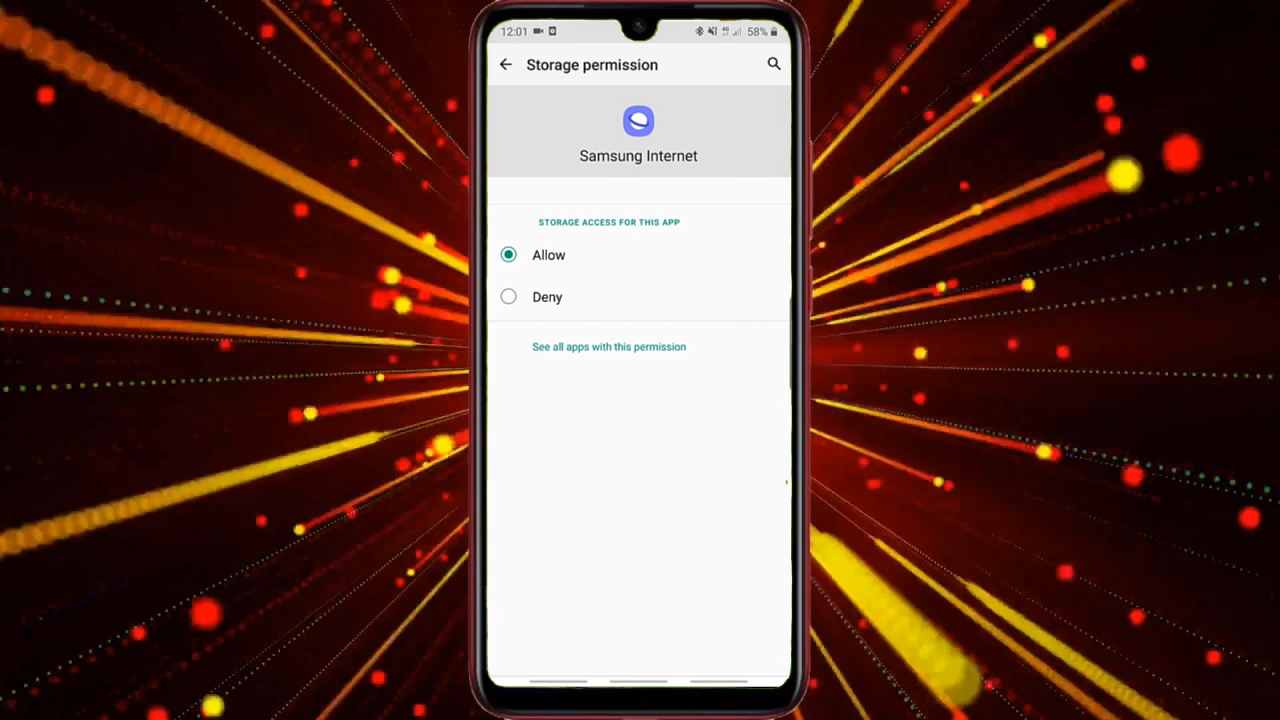 12:01 58%
Storage permission
Samsung Internet
STORAGE ACCESS FOR THIS APP
Allow
Deny
See all apps with this permission